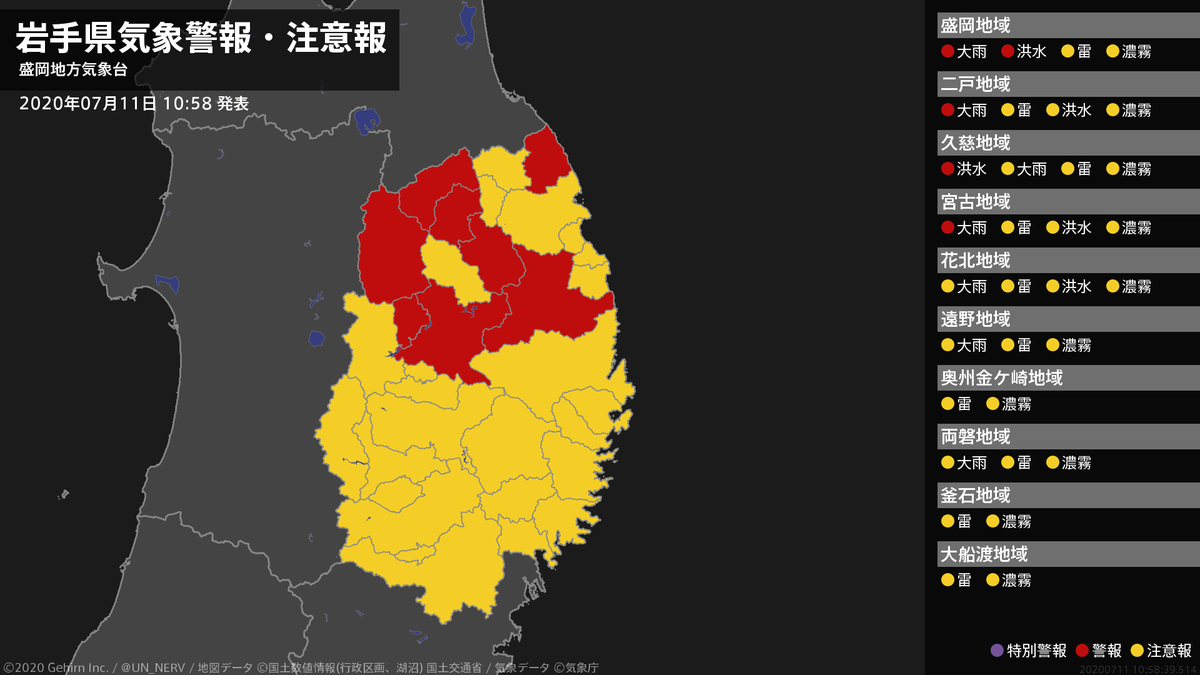 岩手県気象警報・注意報
盛岡地方気象台
2020年07月11日 10:58 発表
盛岡地域
大雨 洪水 雷 濃霧
二戸地域
大雨 雷 洪水 濃霧
久慈地域
洪水 大雨 雷 濃霧
宮古地域
大雨 雷 洪水 濃霧
花北地域
大雨 雷 洪水 濃霧
遠野地域
大雨 雷 濃霧
奥州金ケ崎地域
雷 濃霧
両磐地域
大雨 雷 濃霧
釜石地域
雷 濃霧
大船渡地域
雷 濃霧
特別警報 警報 注意報
©2020 Gehirn Inc. / @UN_NERV / 地図データ ©国土数値情報(行政区画、湖沼) 国土交通省 / 気象データ ©気象庁
20200711 10:58:39.514